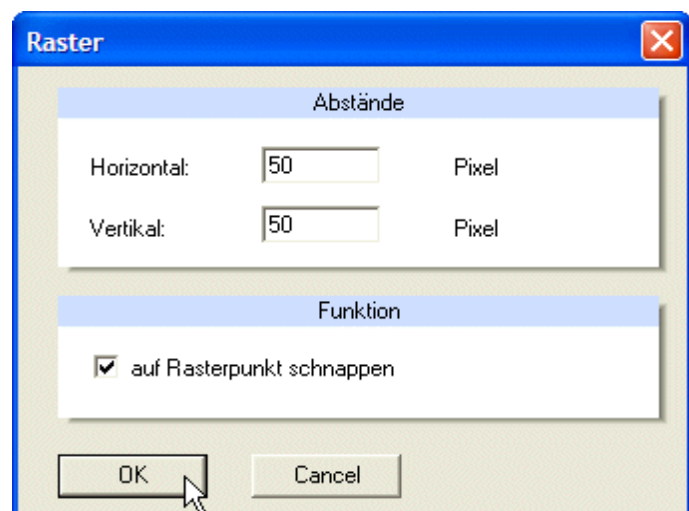 Raster
Abstände
Horizontal: 50 Pixel
Vertikal: 50 Pixel
Funktion
auf Rasterpunkt schnappen
OK Cancel